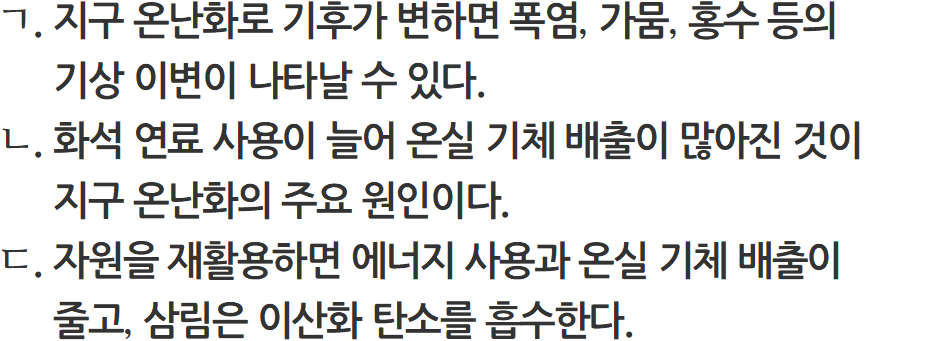 ㄱ. 지구 온난화로 기후가 변하면 폭염, 가뭄, 홍수 등의
기상 이변이 나타날 수 있다.
ㄴ. 화석 연료 사용이 늘어 온실 기체 배출이 많아진 것이
지구 온난화의 주요 원인이다.
ㄷ. 자원을 재활용하면 에너지 사용과 온실 기체 배출이
줄고, 삼림은 이산화 탄소를 흡수한다.